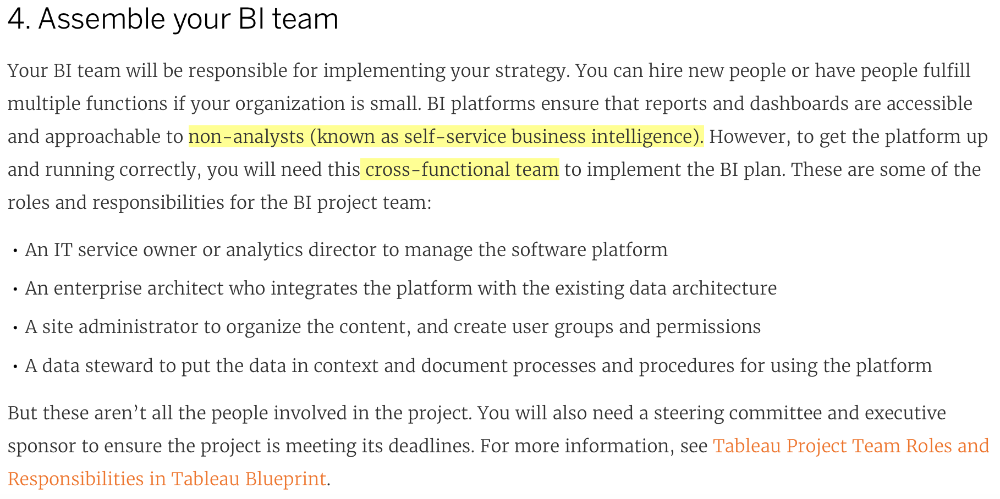 4. Assemble your BI team
Your BI team will be responsible for implementing your strategy. You can hire new people or have people fulfill
multiple functions if your organization is small. BI platforms ensure that reports and dashboards are accessible
and approachable to non-analysts (known as self-service business intelligence). However, to get the platform up
and running correctly, you will need this cross-functional team to implement the BI plan. These are some of the
roles and responsibilities for the BI project team:
• An IT service owner or analytics director to manage the software platform
• An enterprise architect who integrates the platform with the existing data architecture
• A site administrator to organize the content, and create user groups and permissions
• A data steward to put the data in context and document processes and procedures for using the platform
But these aren’t all the people involved in the project. You will also need a steering committee and executive
sponsor to ensure the project is meeting its deadlines. For more information, see Tableau Project Team Roles and
Responsibilities in Tableau Blueprint.